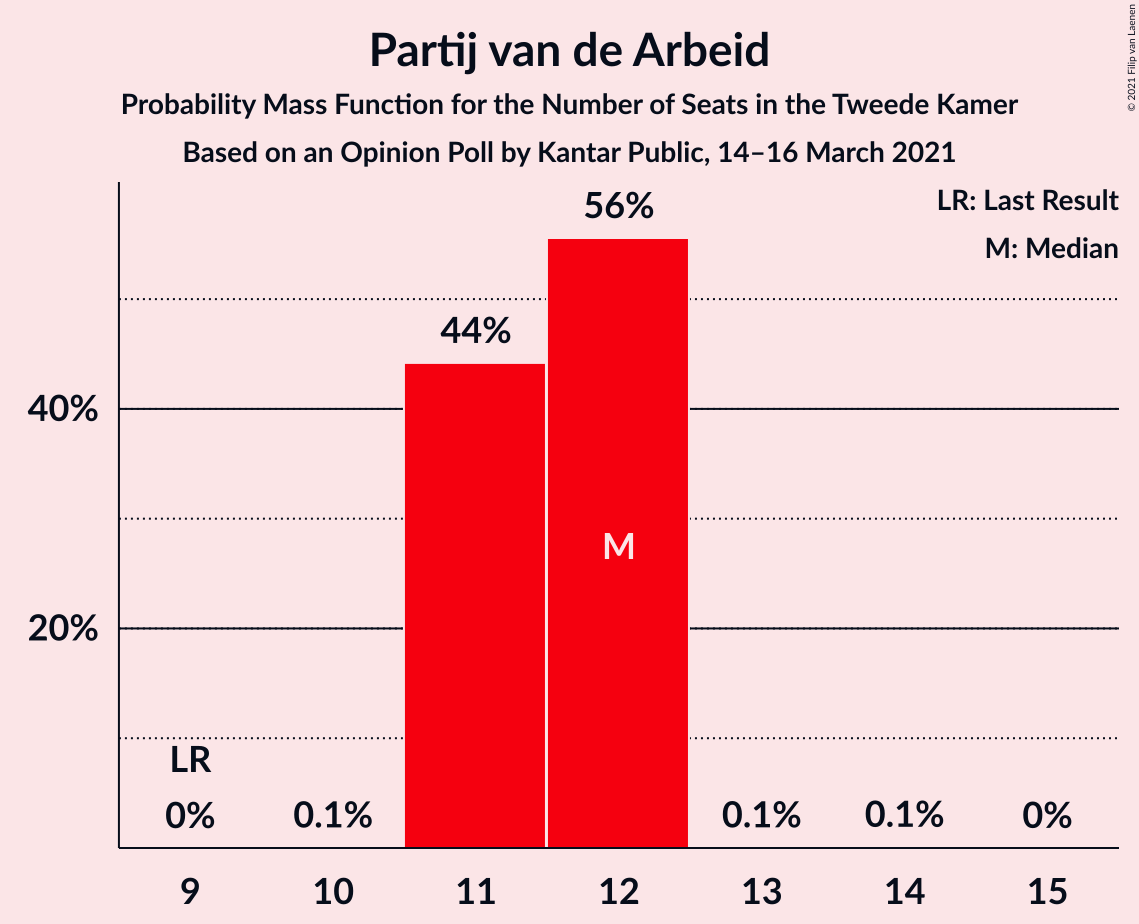 Partij van de Arbeid
Probability Mass Function for the Number of Seats in the Tweede Kamer
Based on an Opinion Poll by Kantar Public, 14–16 March 2021
© 2021 Filip van Laenen
LR: Last Result
M: Median
56%
44%
40%
M
20%
LR
0%
0.1%
0.1%
0.1%
0%
9 10 11 12 13 14 15